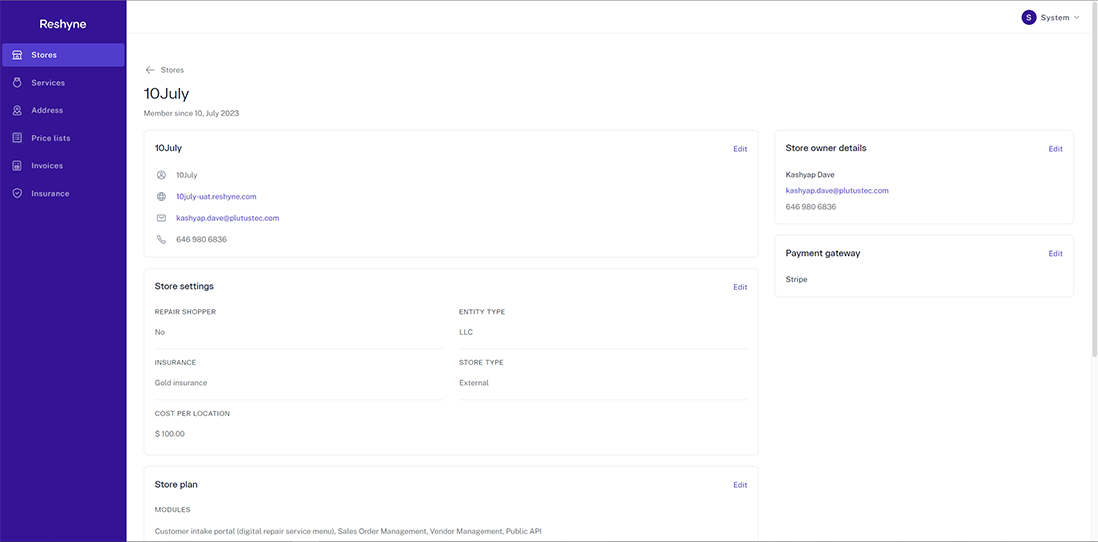 Reshyne
S System
Stores
Services
Address
Price lists
Invoices
Insurance
Stores
10July
Member since 10, July 2023
10July Edit
10July
10july-uat.reshyne.com
kashyap.dave@plutustec.com
646 980 6836
Store owner details Edit
Kashyap Dave
kashyap.dave@plutustec.com
646 980 6836
Payment gateway Edit
Stripe
Store settings Edit
REPAIR SHOPPER ENTITY TYPE
No LLC
INSURANCE STORE TYPE
Gold insurance External
COST PER LOCATION
$ 100.00
Store plan Edit
MODULES
Customer intake portal (digital repair service menu), Sales Order Management, Vendor Management, Public API